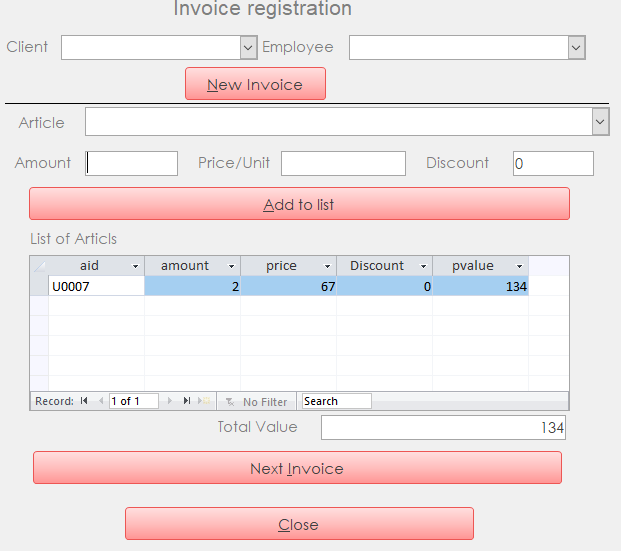 Invoice registration
Client Employee
New Invoice
Article
Amount Price/Unit Discount 0
Add to list
List of Articls
aid amount price Discount pvalue
U0007 2 67 0 134
Record: 1 of 1 No Filter Search
Total Value 134
Next Invoice
Close